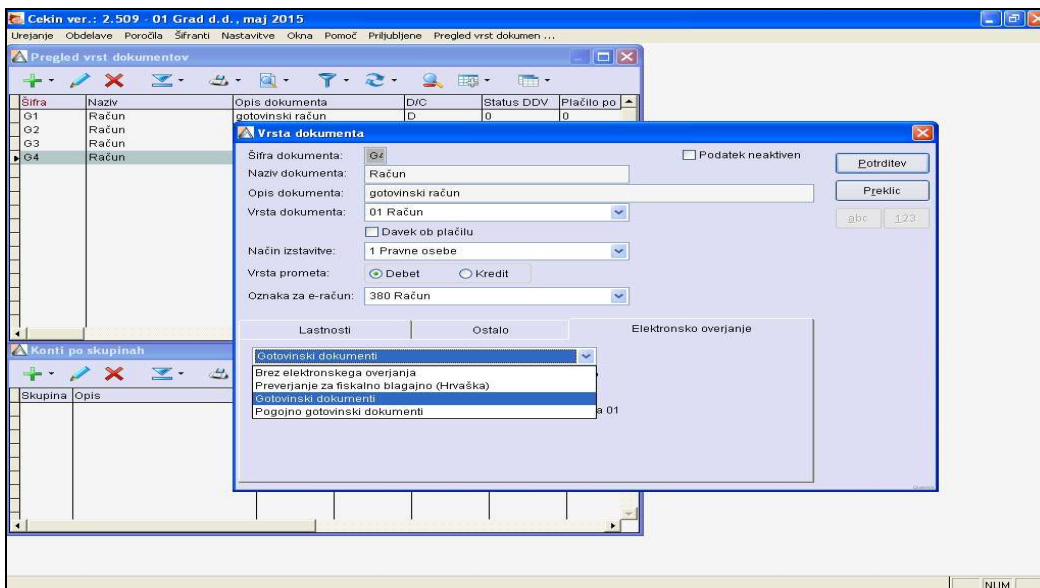 Cekin ver.: 2.509 - 01 Grad d.d., maj 2015
Urejanje Obdelave Poročila Šifranti Nastavitve Okna Pomoč Priljubljene Pregled vrst dokumen ...
Pregled vrst dokumentov
Šifra Naziv Opis dokumenta D/C Status DDV Plačilo po
G1 Račun gotovinski račun D 0 0
G2 Račun
G3 Račun
G4 Račun
Vrsta dokumenta
Šifra dokumenta: G4 Podatek neaktiven
Naziv dokumenta: Račun
Opis dokumenta: gotovinski račun
Vrsta dokumenta: 01 Račun
Davek ob plačilu
Način izstavitve: 1 Pravne osebe
Vrsta prometa: Debet Kredit
Oznaka za e-račun: 380 Račun
Potrditev
Preklic
abc 123
Lastnosti Ostalo Elektronsko overjanje
Gotovinski dokumenti
Brez elektronskega overjanja
Preverjanje za fiskalno blagajno (Hrvaška)
Gotovinski dokumenti
Pogojno gotovinski dokumenti
a 01
Konti po skupinah
Skupina Opis
NUM